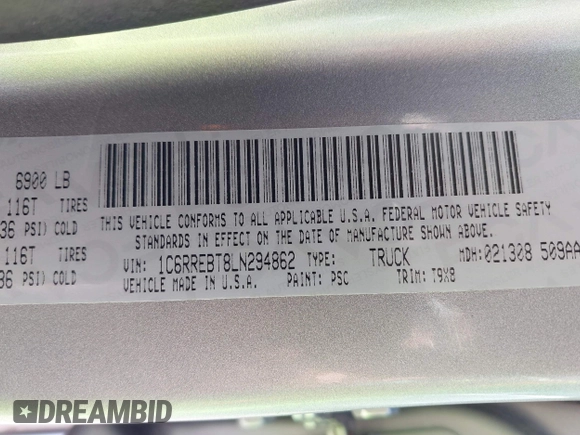 6900 LB
116T TIRES
36 PSI) COLD
116T TIRES
36 PSI) COLD
THIS VEHICLE CONFORMS TO ALL APPLICABLE U.S.A. FEDERAL MOTOR VEHICLE SAFETY
STANDARDS IN EFFECT ON THE DATE OF MANUFACTURE SHOWN ABOVE.
VIN: 1C6RREBT8LN294862 TYPE: TRUCK MDH: 021308 509AA
VEHICLE MADE IN U.S.A. PAINT: PSC TRIM: T9X8
DREAMBID